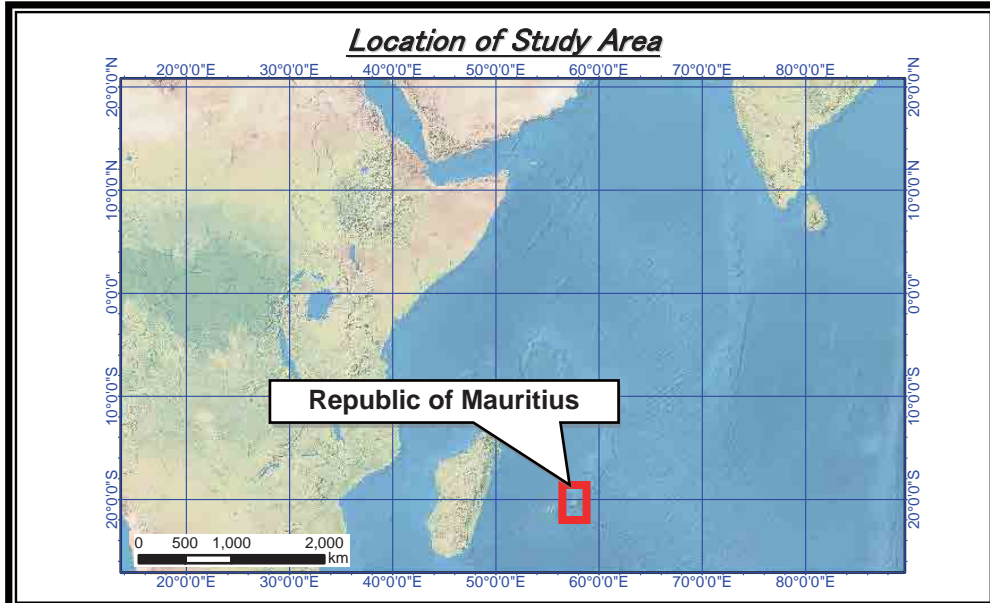 Location of Study Area
20°0'0"E 30°0'0"E 40°0'0"E 50°0'0"E 60°0'0"E 70°0'0"E 80°0'0"E
20°0'0"N 20°0'0"N
10°0'0"N 10°0'0"N
0°0'0" 0°0'0"
Republic of Mauritius
10°0'0"S 10°0'0"S
20°0'0"S 20°0'0"S
0 500 1,000 2,000
km
20°0'0"E 30°0'0"E 40°0'0"E 50°0'0"E 60°0'0"E 70°0'0"E 80°0'0"E